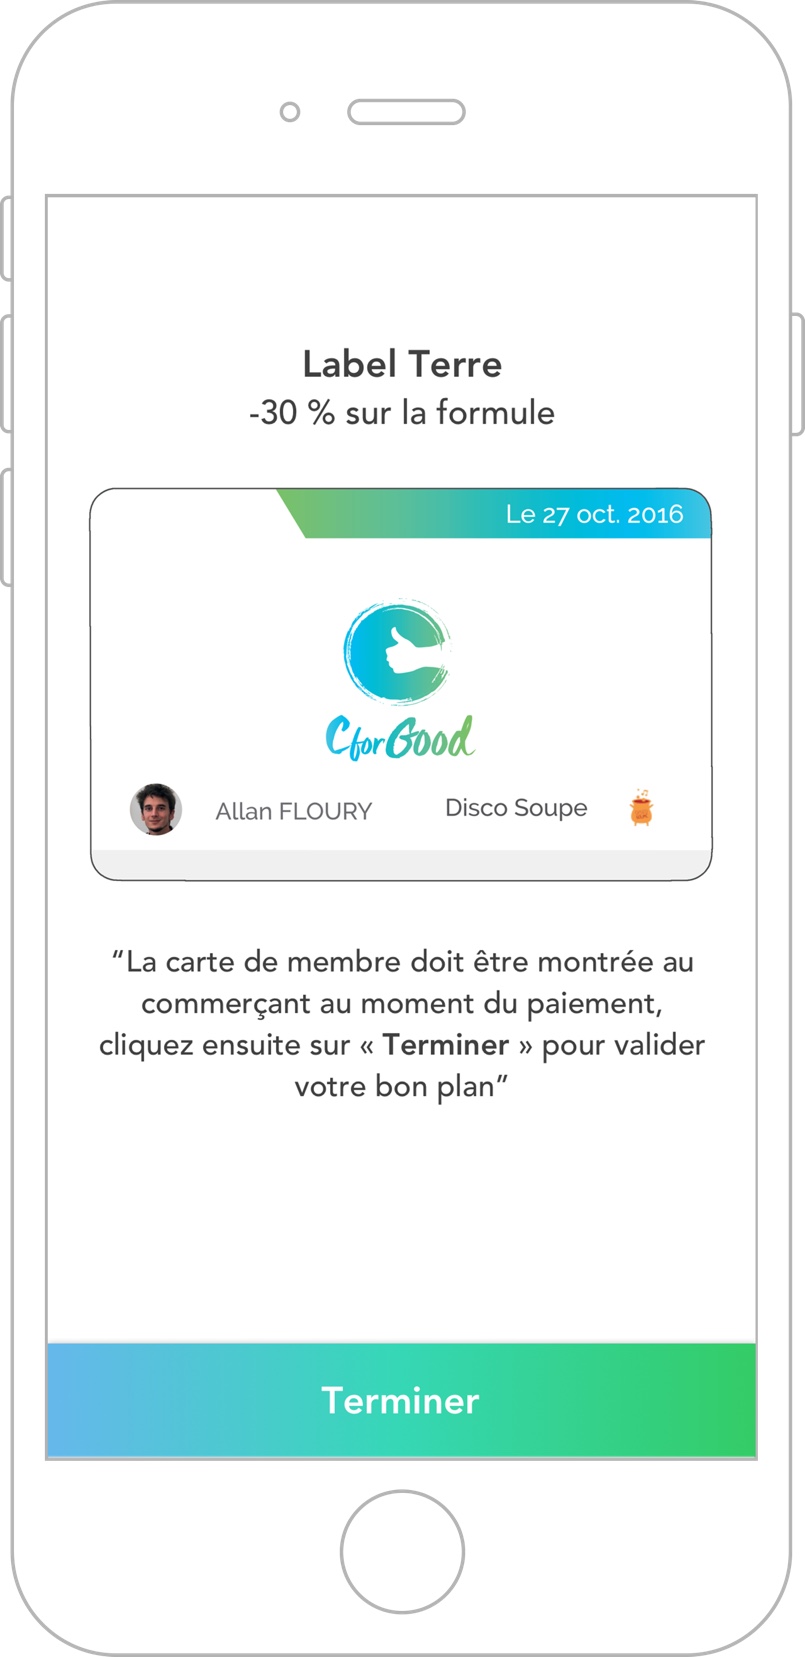 Label Terre
-30 % sur la formule
Le 27 oct. 2016
CforGood
Allan FLOURY
Disco Soupe
“La carte de membre doit être montrée au
commerçant au moment du paiement,
cliquez ensuite sur « Terminer » pour valider
votre bon plan”
Terminer